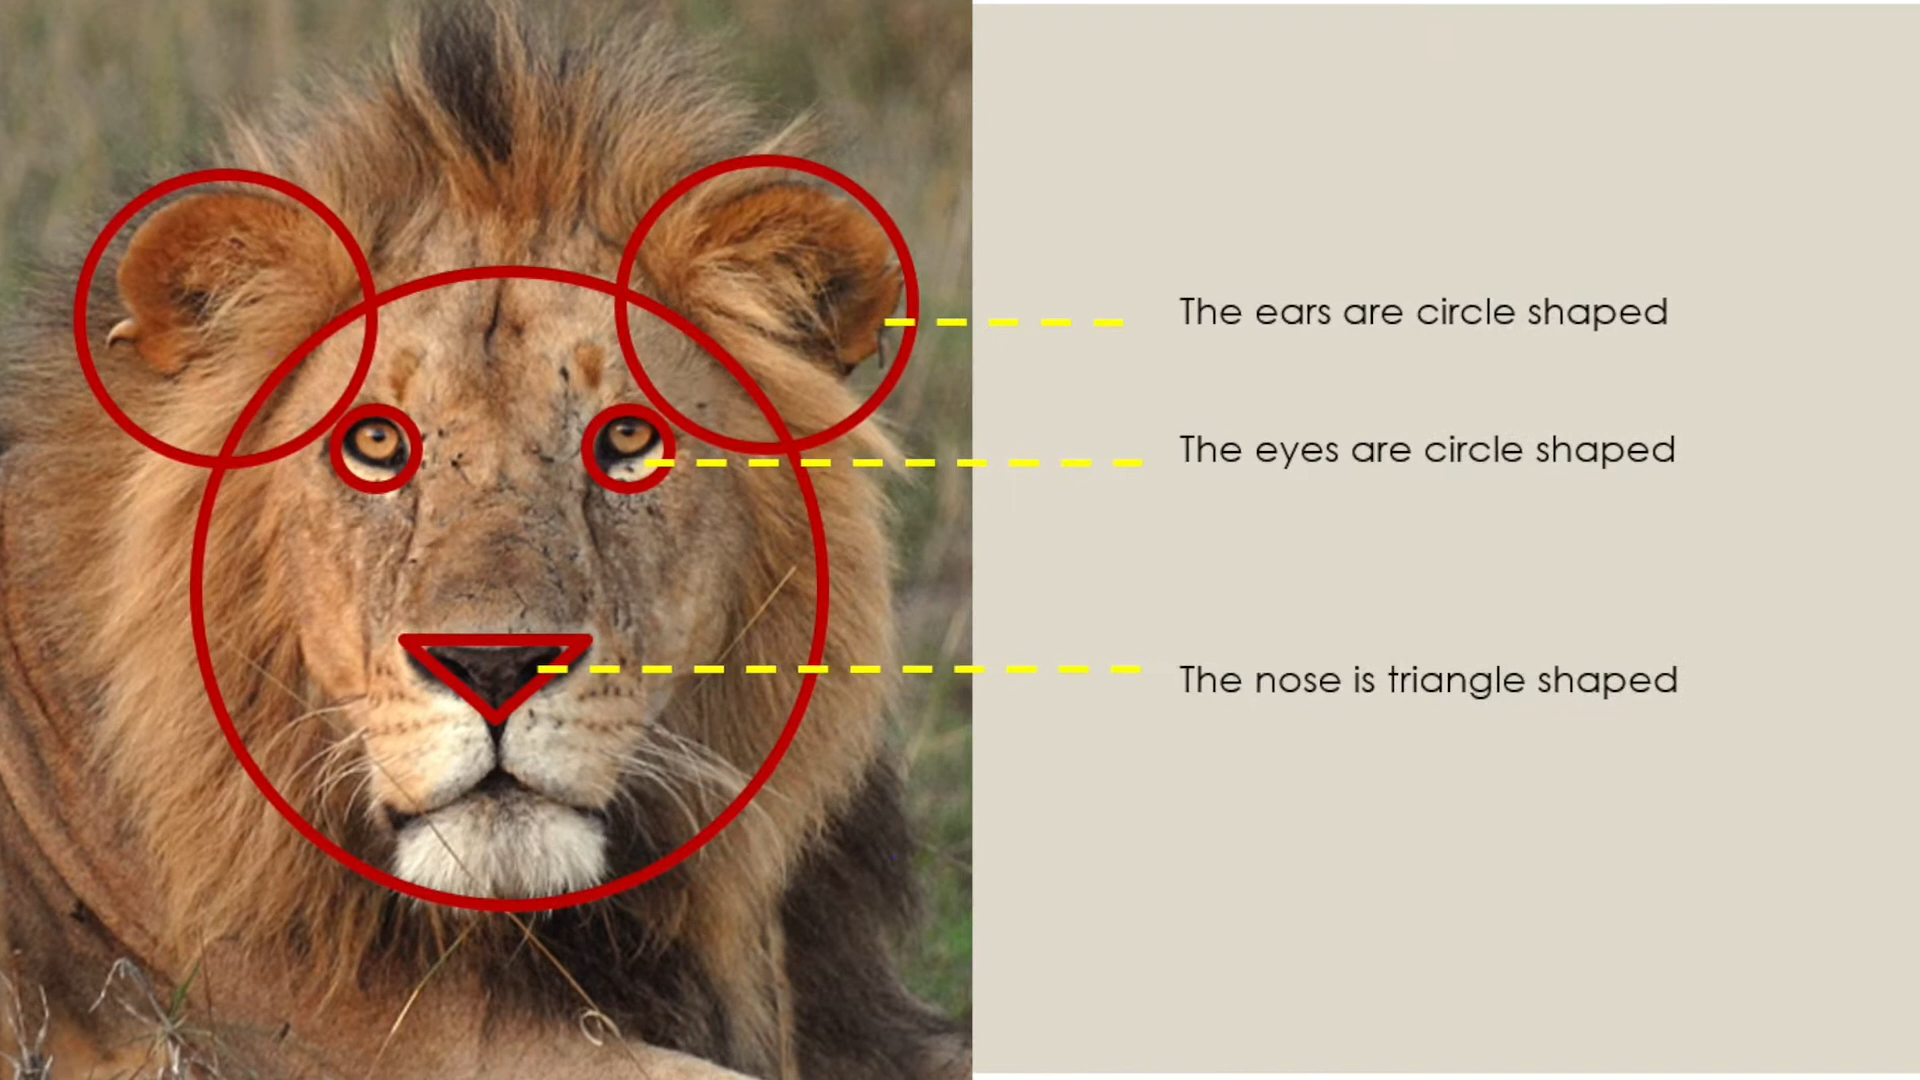 The ears are circle shaped
The eyes are circle shaped
The nose is triangle shaped